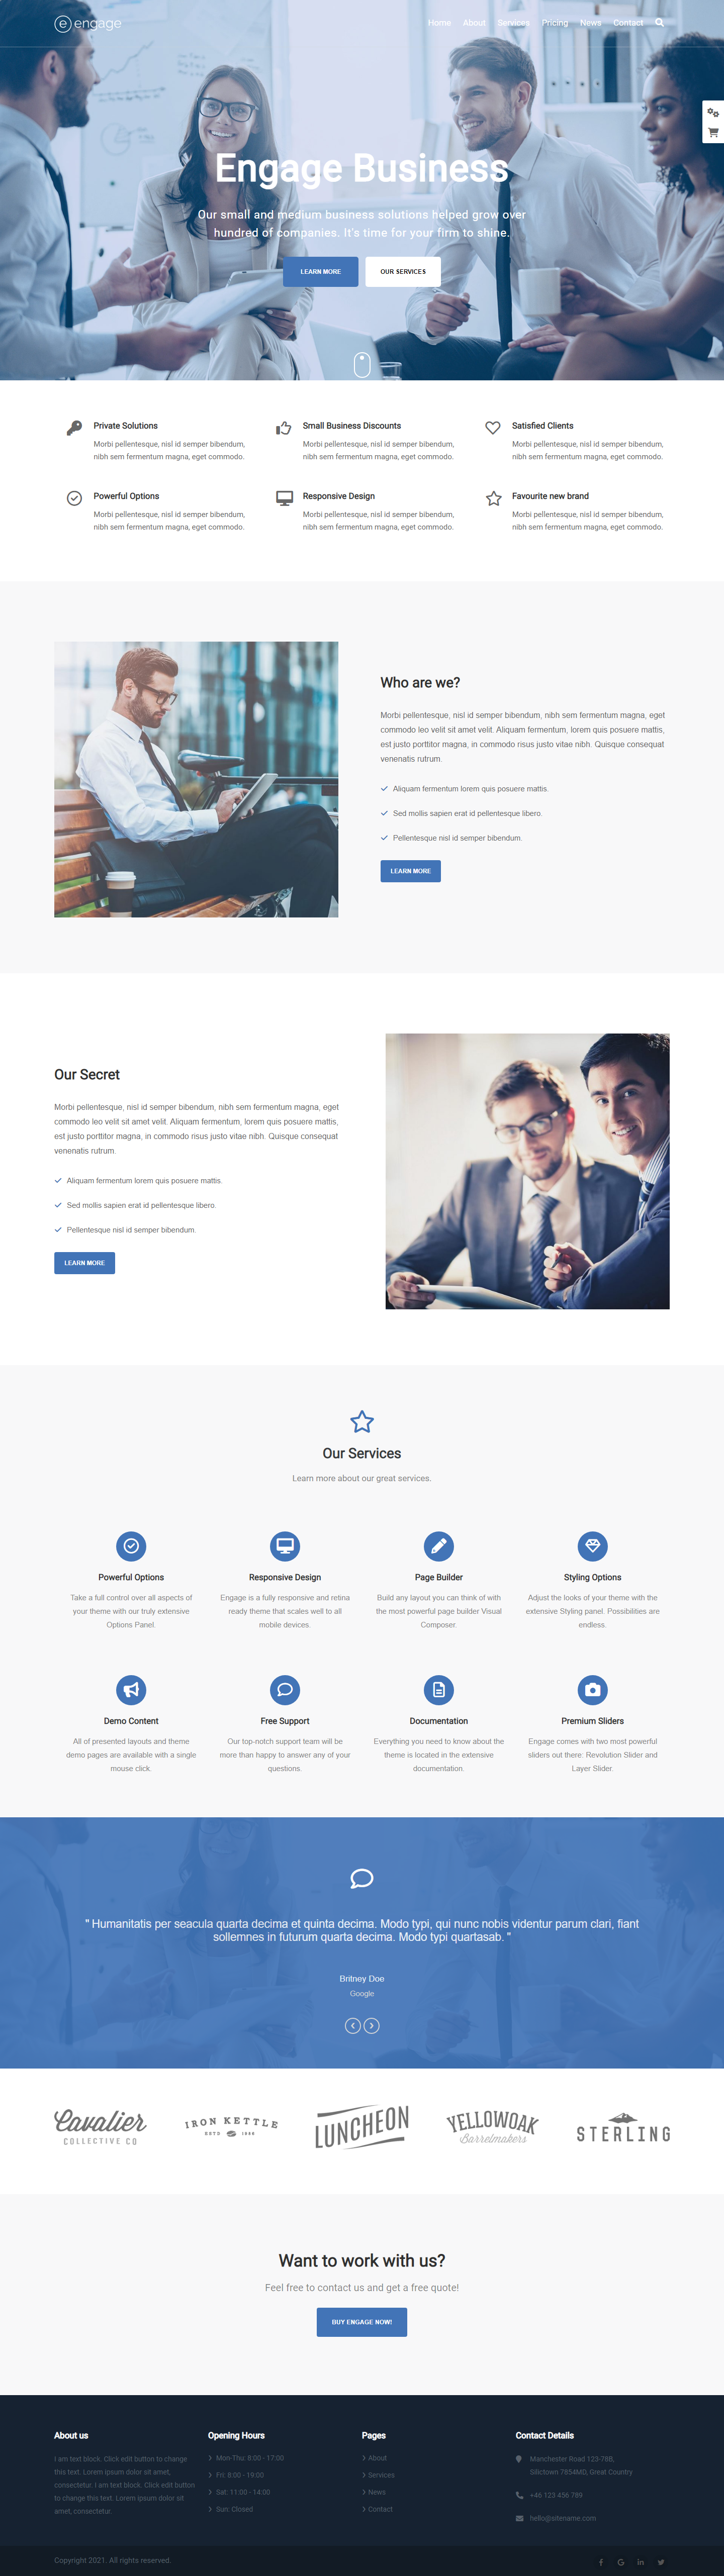 e engage
Home About Services Pricing News Contact
Engage Business
Our small and medium business solutions helped grow over
hundred of companies. It's time for your firm to shine.
LEARN MORE
OUR SERVICES
Private Solutions
Morbi pellentesque, nisl id semper bibendum,
nibh sem fermentum magna, eget commodo.
Small Business Discounts
Morbi pellentesque, nisl id semper bibendum,
nibh sem fermentum magna, eget commodo.
Satisfied Clients
Morbi pellentesque, nisl id semper bibendum,
nibh sem fermentum magna, eget commodo.
Powerful Options
Morbi pellentesque, nisl id semper bibendum,
nibh sem fermentum magna, eget commodo.
Responsive Design
Morbi pellentesque, nisl id semper bibendum,
nibh sem fermentum magna, eget commodo.
Favourite new brand
Morbi pellentesque, nisl id semper bibendum,
nibh sem fermentum magna, eget commodo.
Who are we?
Morbi pellentesque, nisl id semper bibendum, nibh sem fermentum magna, eget
commodo leo velit sit amet velit. Aliquam fermentum, lorem quis posuere mattis,
est justo porttitor magna, in commodo risus justo vitae nibh. Quisque consequat
venenatis rutrum.
Aliquam fermentum lorem quis posuere mattis.
Sed mollis sapien erat id pellentesque libero.
Pellentesque nisl id semper bibendum.
LEARN MORE
Our Secret
Morbi pellentesque, nisl id semper bibendum, nibh sem fermentum magna, eget
commodo leo velit sit amet velit. Aliquam fermentum, lorem quis posuere mattis,
est justo porttitor magna, in commodo risus justo vitae nibh. Quisque consequat
venenatis rutrum.
Aliquam fermentum lorem quis posuere mattis.
Sed mollis sapien erat id pellentesque libero.
Pellentesque nisl id semper bibendum.
LEARN MORE
Our Services
Learn more about our great services.
Powerful Options
Take a full control over all aspects of
your theme with our truly extensive
Options Panel.
Responsive Design
Engage is a fully responsive and retina
ready theme that scales well to all
mobile devices.
Page Builder
Build any layout you can think of with
the most powerful page builder Visual
Composer.
Styling Options
Adjust the looks of your theme with the
extensive Styling panel. Possibilities are
endless.
Demo Content
All of presented layouts and theme
demo pages are available with a single
mouse click.
Free Support
Our top-notch support team will be
more than happy to answer any of your
questions.
Documentation
Everything you need to know about the
theme is located in the extensive
documentation.
Premium Sliders
Engage comes with two most powerful
sliders out there: Revolution Slider and
Layer Slider.
" Humanitatis per seacula quarta decima et quinta decima. Modo typi, qui nunc nobis videntur parum clari, fiant
sollemnes in futurum quarta decima. Modo typi quartasab. "
Britney Doe
Google
Cavalier
COLLECTIVE CO
IRON KETTLE
ESTD 1898
LUNCHEON
YELLOWOAK
Barrelmakers
STERLING
Want to work with us?
Feel free to contact us and get a free quote!
BUY ENGAGE NOW!
About us
I am text block. Click edit button to change
this text. Lorem ipsum dolor sit amet,
consectetur. I am text block. Click edit button
to change this text. Lorem ipsum dolor sit
amet, consectetur.
Opening Hours
Mon-Thu: 8:00 - 17:00
Fri: 8:00 - 19:00
Sat: 11:00 - 14:00
Sun: Closed
Pages
About
Services
News
Contact
Contact Details
Manchester Road 123-78B,
Silictown 7854MD, Great Country
+46 123 456 789
hello@sitename.com
Copyright 2021. All rights reserved.